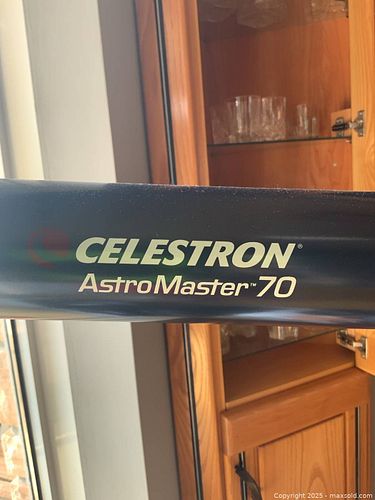 CELESTRON®
AstroMaster™70
Copyright © 2025 - maxsold.com